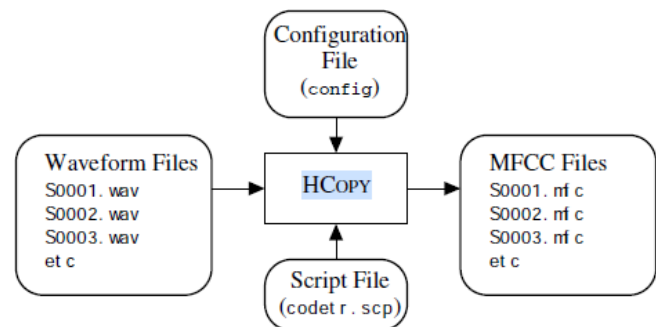 Configuration
File
(config)
Waveform Files
S0001.wav
S0002.wav
S0003.wav
etc
HCOPY
MFCC Files
S0001.mfc
S0002.mfc
S0003.mfc
etc
Script File
(codetr.scp)